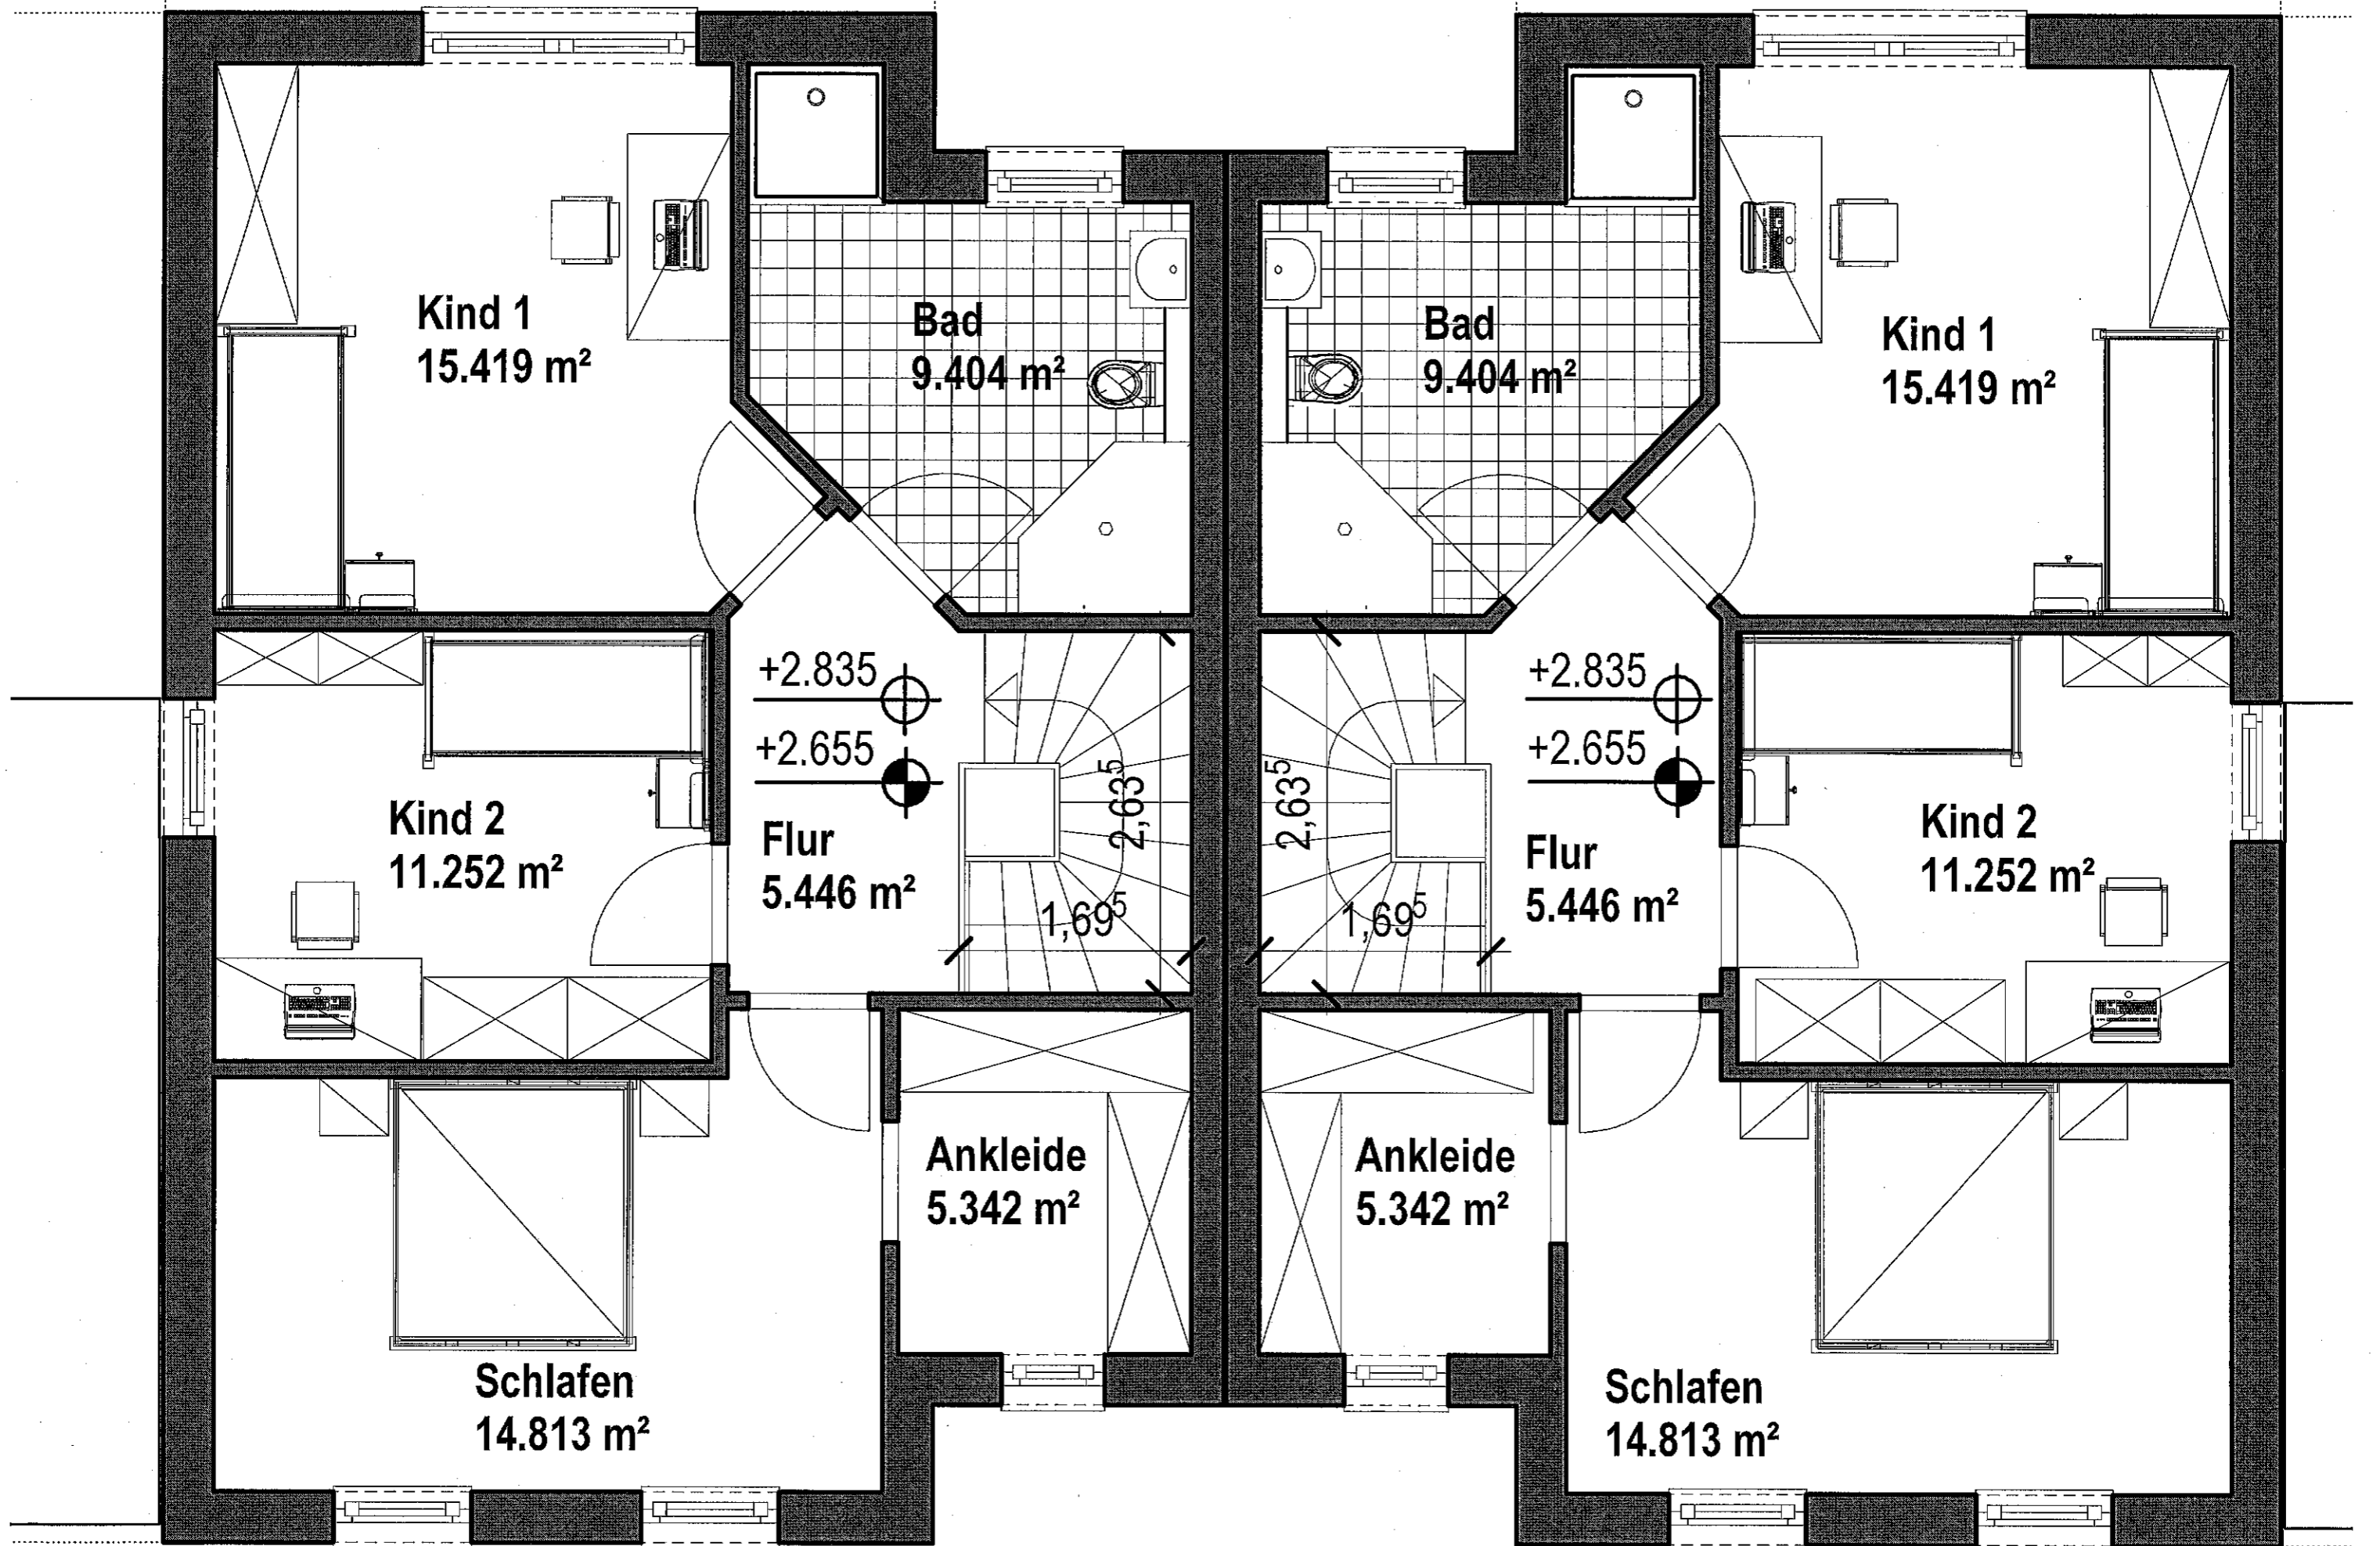 Kind 1
15.419 m²
Bad
9.404 m²
Bad
9.404 m²
Kind 1
15.419 m²
+2.835
+2.655
Flur
5.446 m²
2,63⁵
1,69⁵
2,63⁵
1,69⁵
+2.835
+2.655
Flur
5.446 m²
Kind 2
11.252 m²
Kind 2
11.252 m²
Ankleide
5.342 m²
Ankleide
5.342 m²
Schlafen
14.813 m²
Schlafen
14.813 m²